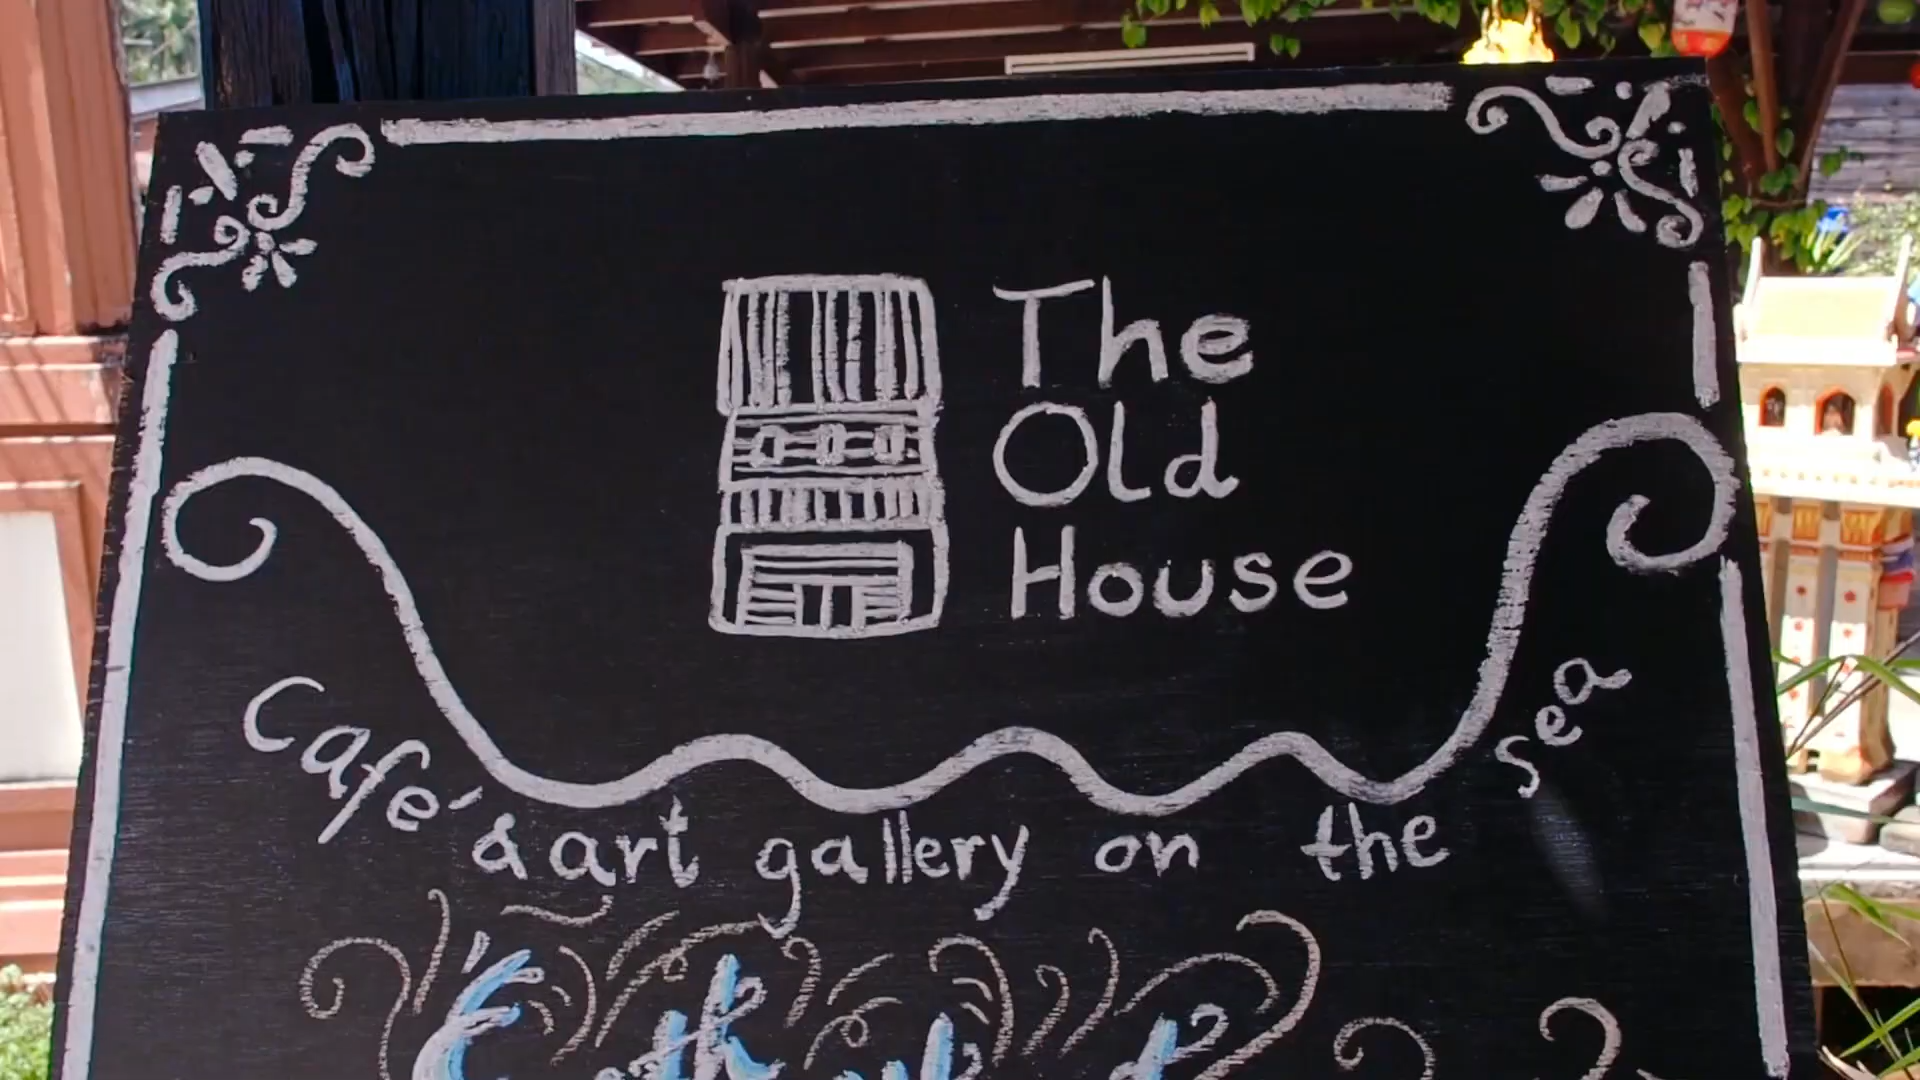 The
Old
House
Café & art gallery on the sea